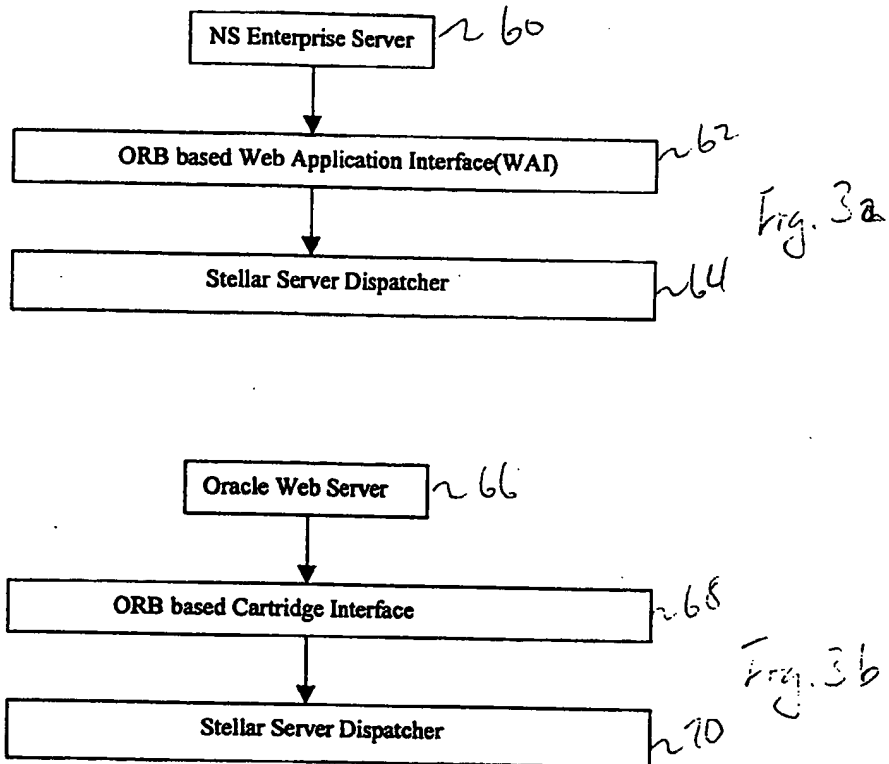 NS Enterprise Server ~ 60
ORB based Web Application Interface(WAI) ~62
Fig. 3a
Stellar Server Dispatcher ~64
Oracle Web Server ~ 66
ORB based Cartridge Interface ~68
Fig. 3b
Stellar Server Dispatcher ~70